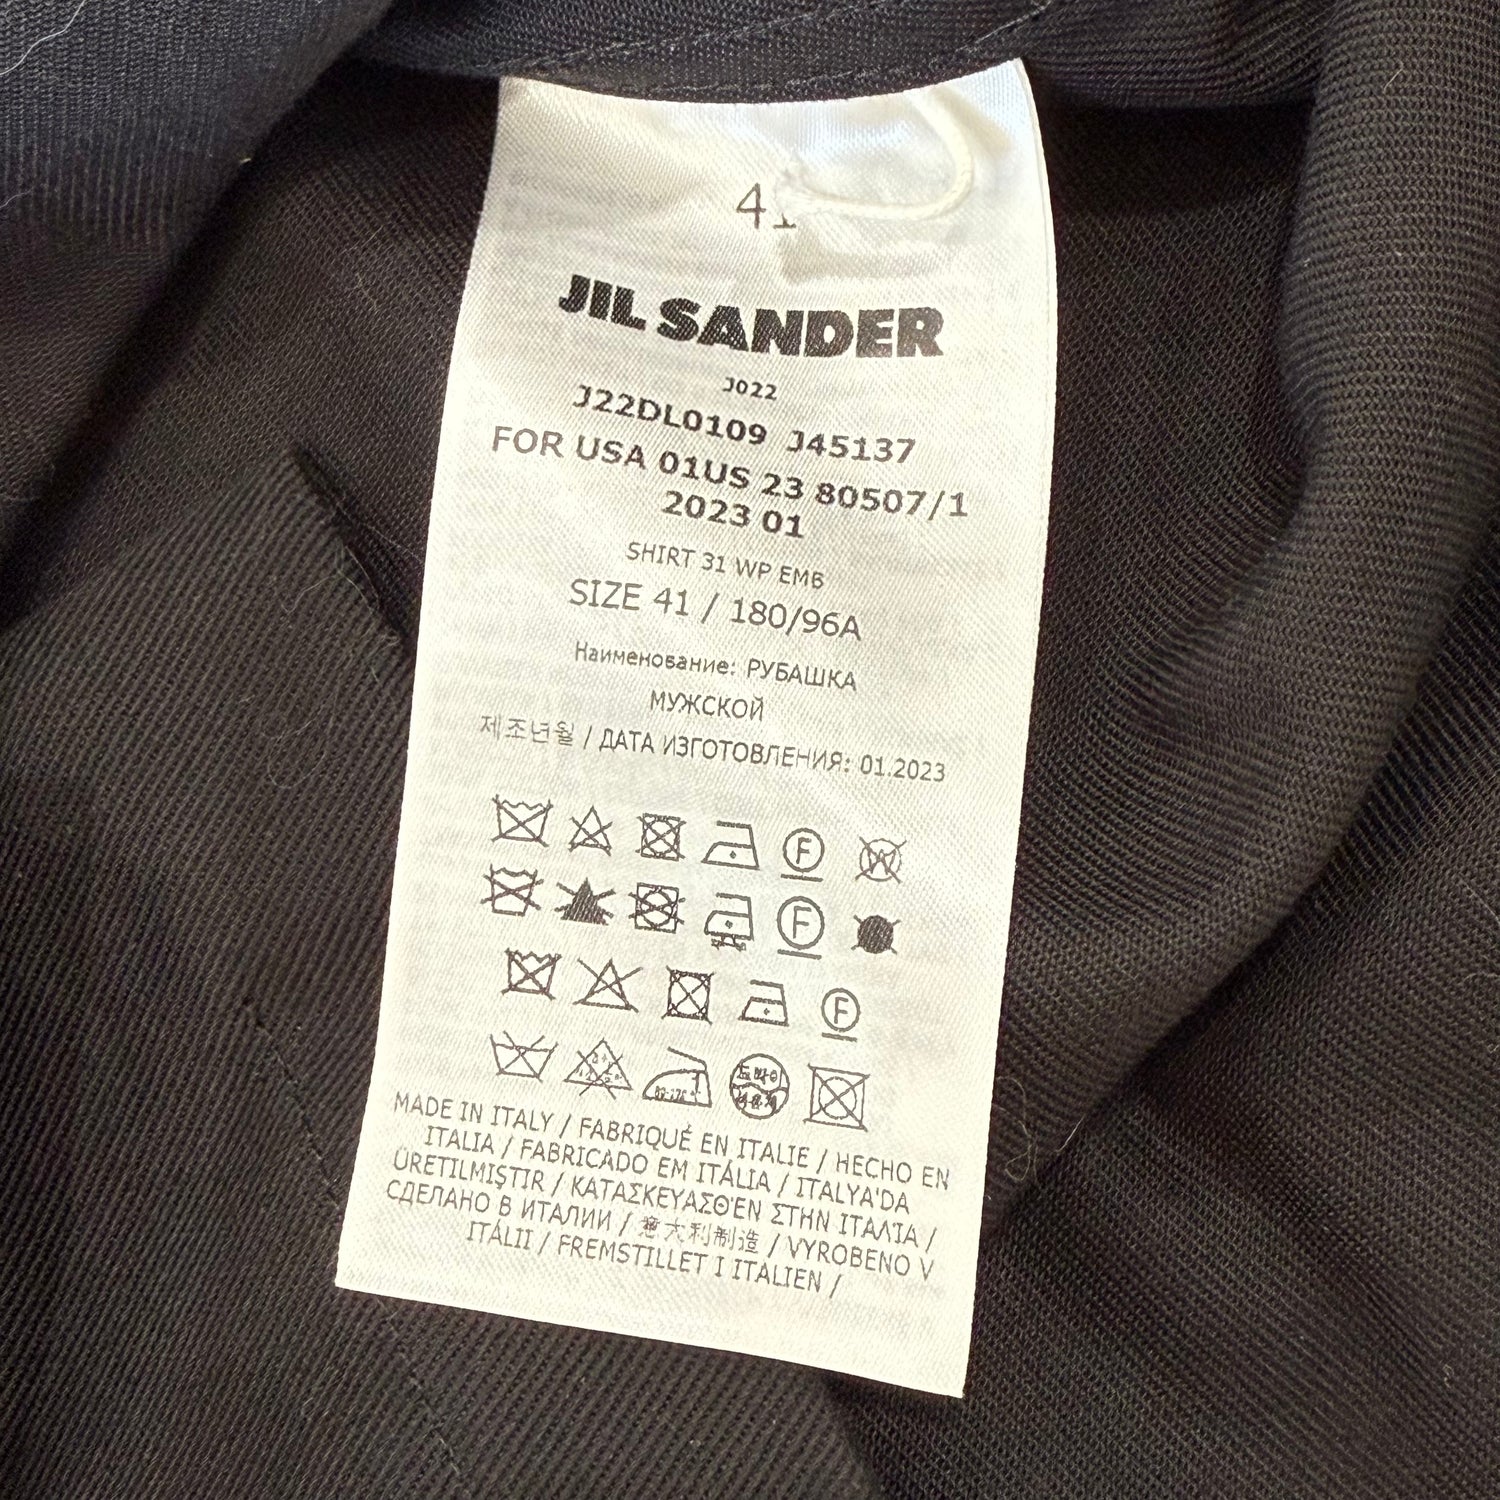 41
JIL SANDER
J022
J22DL0109 J45137
FOR USA 01US 23 80507/1
2023 01
SHIRT 31 WP EMB
SIZE 41 / 180/96A
Наименование: РУБАШКА
МУЖСКОЙ
제조년월 / ДАТА ИЗГОТОВЛЕНИЯ: 01.2023
F W
F
F
MADE IN ITALY / FABRIQUÉ EN ITALIE / HECHO EN
ITALIA / FABRICADO EM ITÁLIA / ITALYA'DA
ÜRETILMIŞTIR / ΚΑΤΑΣΚΕΥΑΣΘΈΝ ΣΤΗΝ ΙΤΑΛΊΑ /
СДЕЛАНО В ИТАЛИИ / 意大利制造 / VYROBENO V
ITÁLII / FREMSTILLET I ITALIEN /